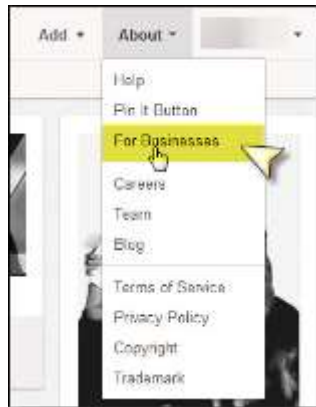 Add
About
Help
Pin It Button
For Businesses
Careers
Team
Blog
Terms of Service
Privacy Policy
Copyright
Trademark